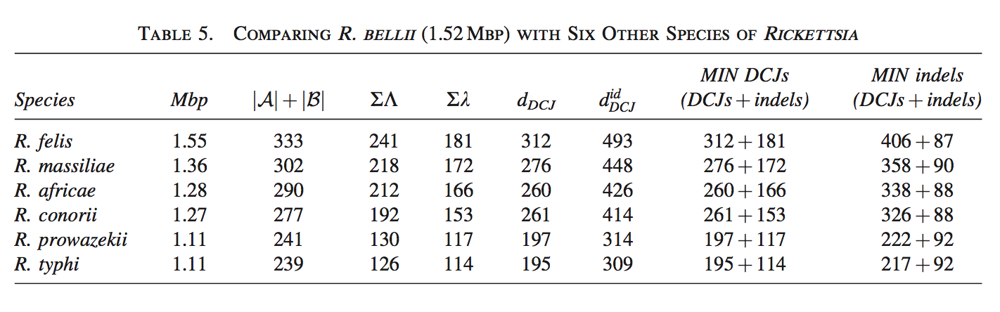 TABLE 5. COMPARING R. BELLII (1.52 MBP) WITH SIX OTHER SPECIES OF RICKETTSIA
MIN DCJs MIN indels
Species Mbp |𝒜| + |ℬ| ΣΛ Σλ d_DCJ d^id_DCJ (DCJs + indels) (DCJs + indels)
R. felis 1.55 333 241 181 312 493 312 + 181 406 + 87
R. massiliae 1.36 302 218 172 276 448 276 + 172 358 + 90
R. africae 1.28 290 212 166 260 426 260 + 166 338 + 88
R. conorii 1.27 277 192 153 261 414 261 + 153 326 + 88
R. prowazekii 1.11 241 130 117 197 314 197 + 117 222 + 92
R. typhi 1.11 239 126 114 195 309 195 + 114 217 + 92